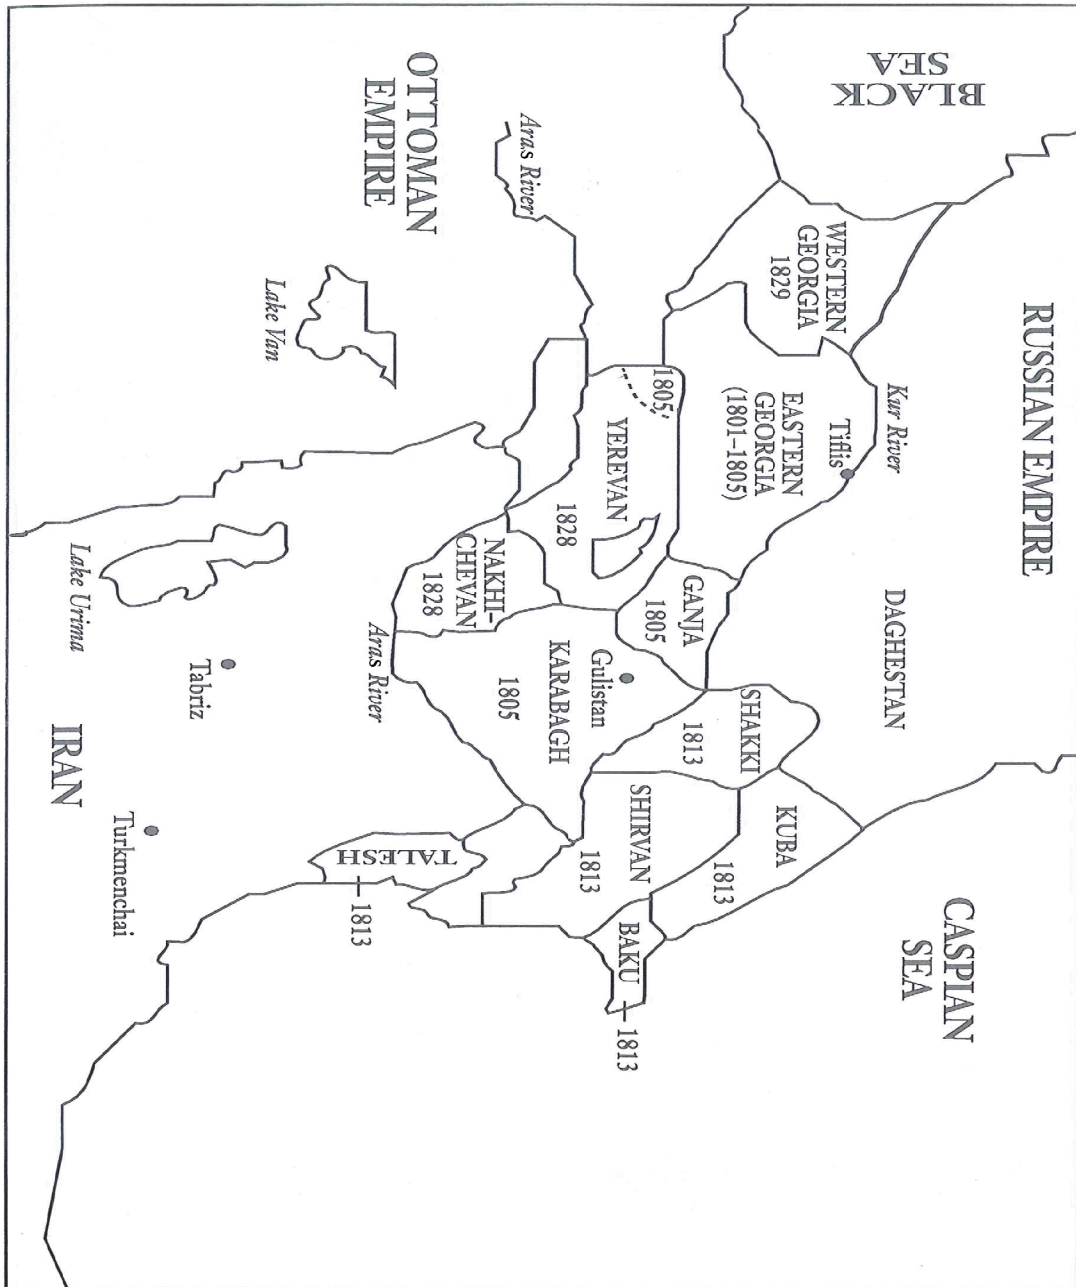 BLACK
SEA
RUSSIAN EMPIRE
WESTERN
GEORGIA
1829
Kur River
Tiflis
EASTERN
GEORGIA
(1801–1805)
DAGHESTAN
CASPIAN
SEA
OTTOMAN
EMPIRE
Aras River
Lake Van
1805
YEREVAN
1828
GANJA
1805
SHAKKI
1813
KUBA
1813
NAKHI-
CHEVAN
1828
Gulistan
KARABAGH
1805
SHIRVAN
1813
BAKU
1813
Aras River
TALESH
1813
Lake Urima
Tabriz
IRAN
Turkmenchai